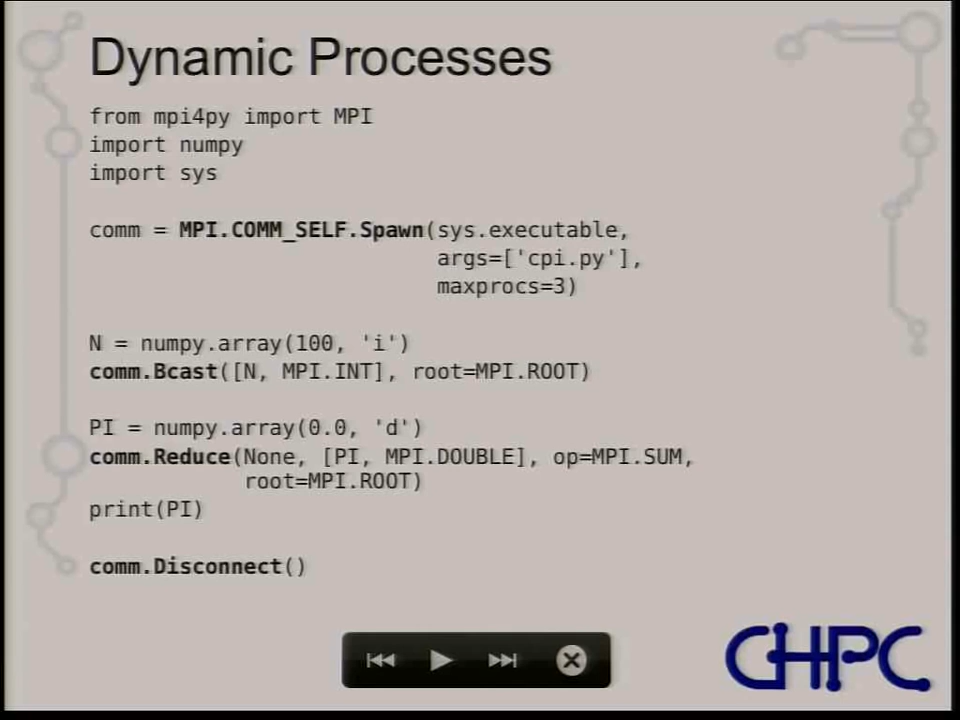 Dynamic Processes
from mpi4py import MPI
import numpy
import sys
comm = MPI.COMM_SELF.Spawn(sys.executable,
args=['cpi.py'],
maxprocs=3)
N = numpy.array(100, 'i')
comm.Bcast([N, MPI.INT], root=MPI.ROOT)
PI = numpy.array(0.0, 'd')
comm.Reduce(None, [PI, MPI.DOUBLE], op=MPI.SUM,
root=MPI.ROOT)
print(PI)
comm.Disconnect()
CHPC